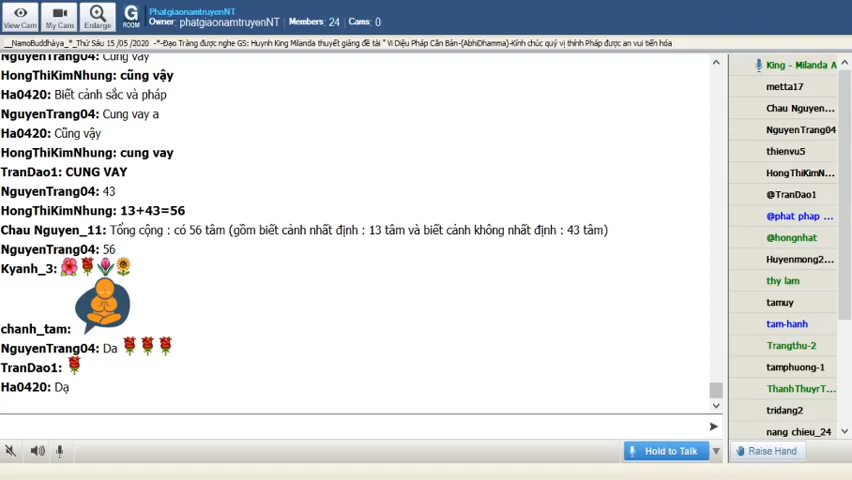 View Cam
My Cam
Enlarge
G
ROOM
PhatgiaonamtruyenNT
Owner: phatgiaonamtruyenNT Members: 24 Cams: 0
__NamoBuddhàya_*_Thứ Sáu 15 /05 /2020 -*-Đạo Tràng được nghe GS: Huynh King Milanda thuyết giảng đề tài " Vi Diệu Pháp Căn Bản-(AbhiDhamma)-Kính chúc quý vị thính Pháp được an vui tiến hóa
NguyenTrang04: Cung vay
HongThiKimNhung: cũng vậy
Ha0420: Biết cảnh sắc và pháp
NguyenTrang04: Cung vay a
Ha0420: Cũng vậy
HongThiKimNhung: cung vay
TranDao1: CUNG VAY
NguyenTrang04: 43
HongThiKimNhung: 13+43=56
Chau Nguyen_11: Tổng cộng : có 56 tâm (gồm biết cảnh nhất định : 13 tâm và biết cảnh không nhất định : 43 tâm)
NguyenTrang04: 56
Kyanh_3:
chanh_tam:
NguyenTrang04: Da
TranDao1:
Ha0420: Dạ
King - Milanda A
metta17
Chau Nguyen...
NguyenTrang04
thienvu5
HongThiKimN...
@TranDao1
@phat phap ...
@hongnhat
Huyenmong2...
thy lam
tamuy
tam-hanh
Trangthu-2
tamphuong-1
ThanhThuyrT...
tridang2
nang chieu_24
Hold to Talk
Raise Hand